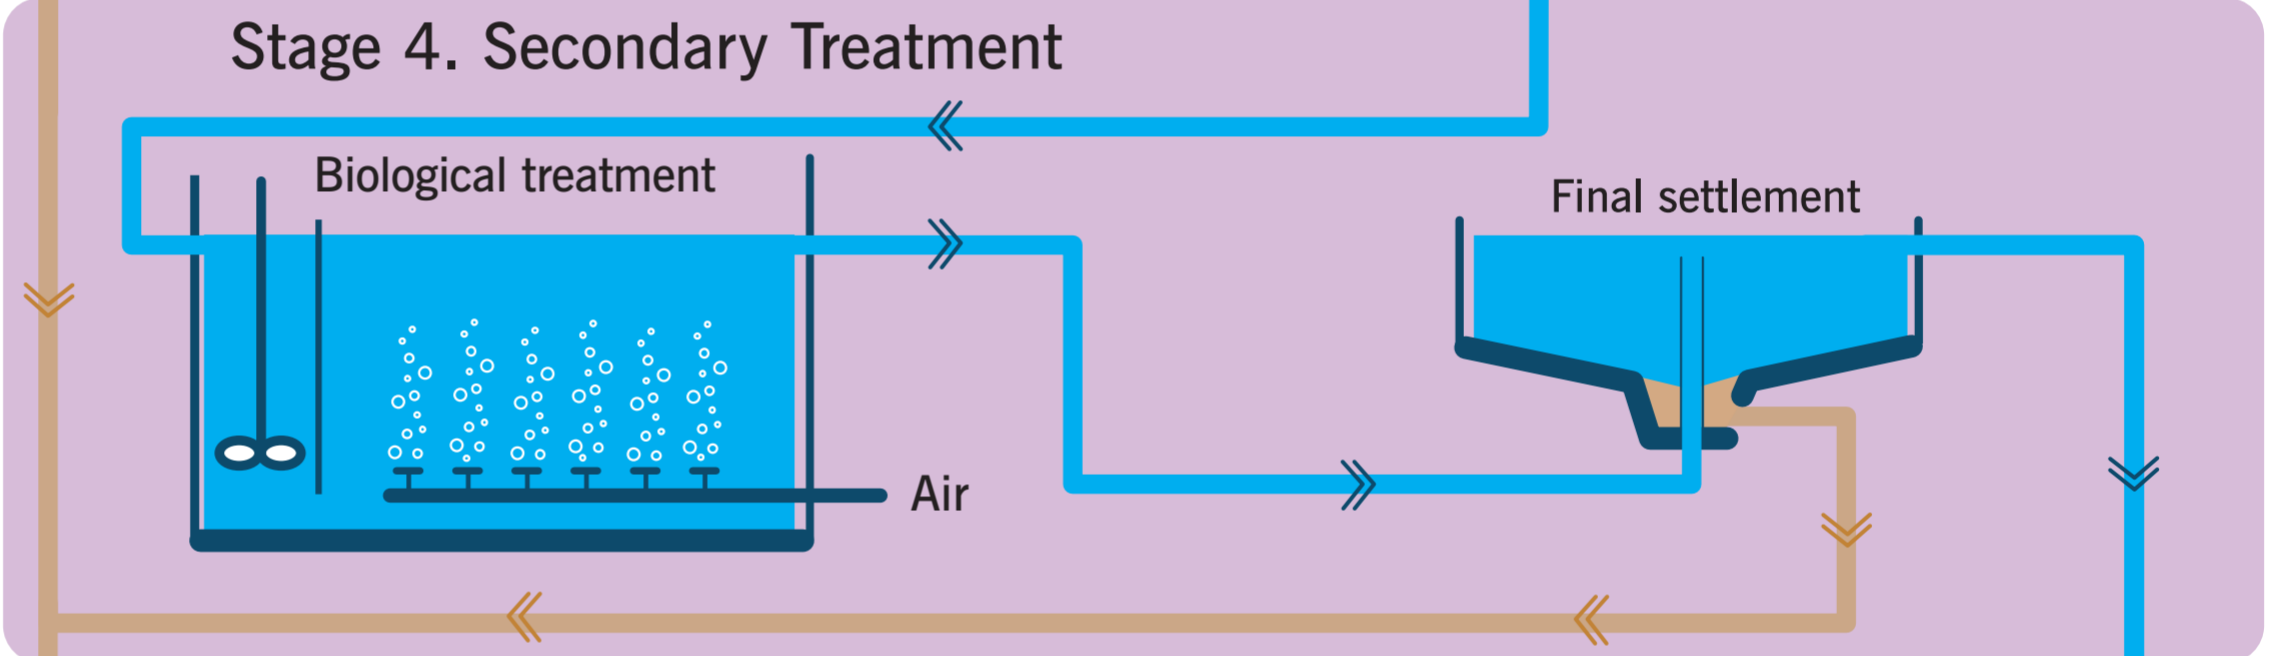 Stage 4. Secondary Treatment
Biological treatment
Final settlement
Air